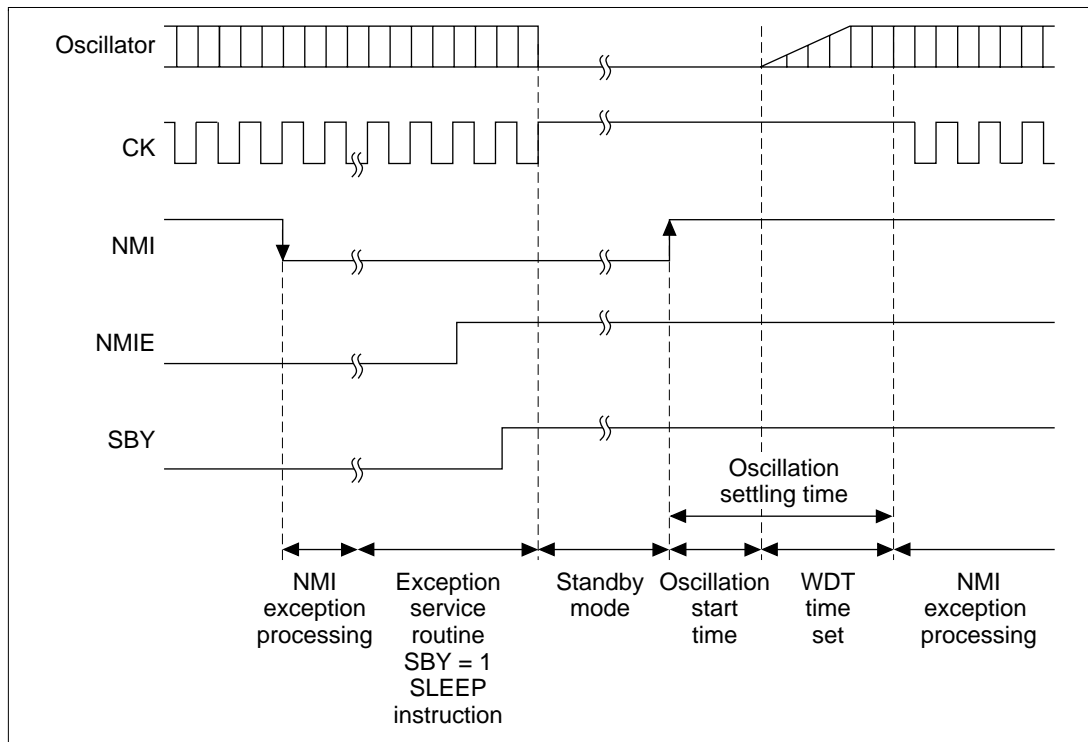 Oscillator
CK
NMI
NMIE
SBY
Oscillation
settling time
NMI
exception
processing
Exception
service
routine
SBY = 1
SLEEP
instruction
Standby
mode
Oscillation
start
time
WDT
time
set
NMI
exception
processing